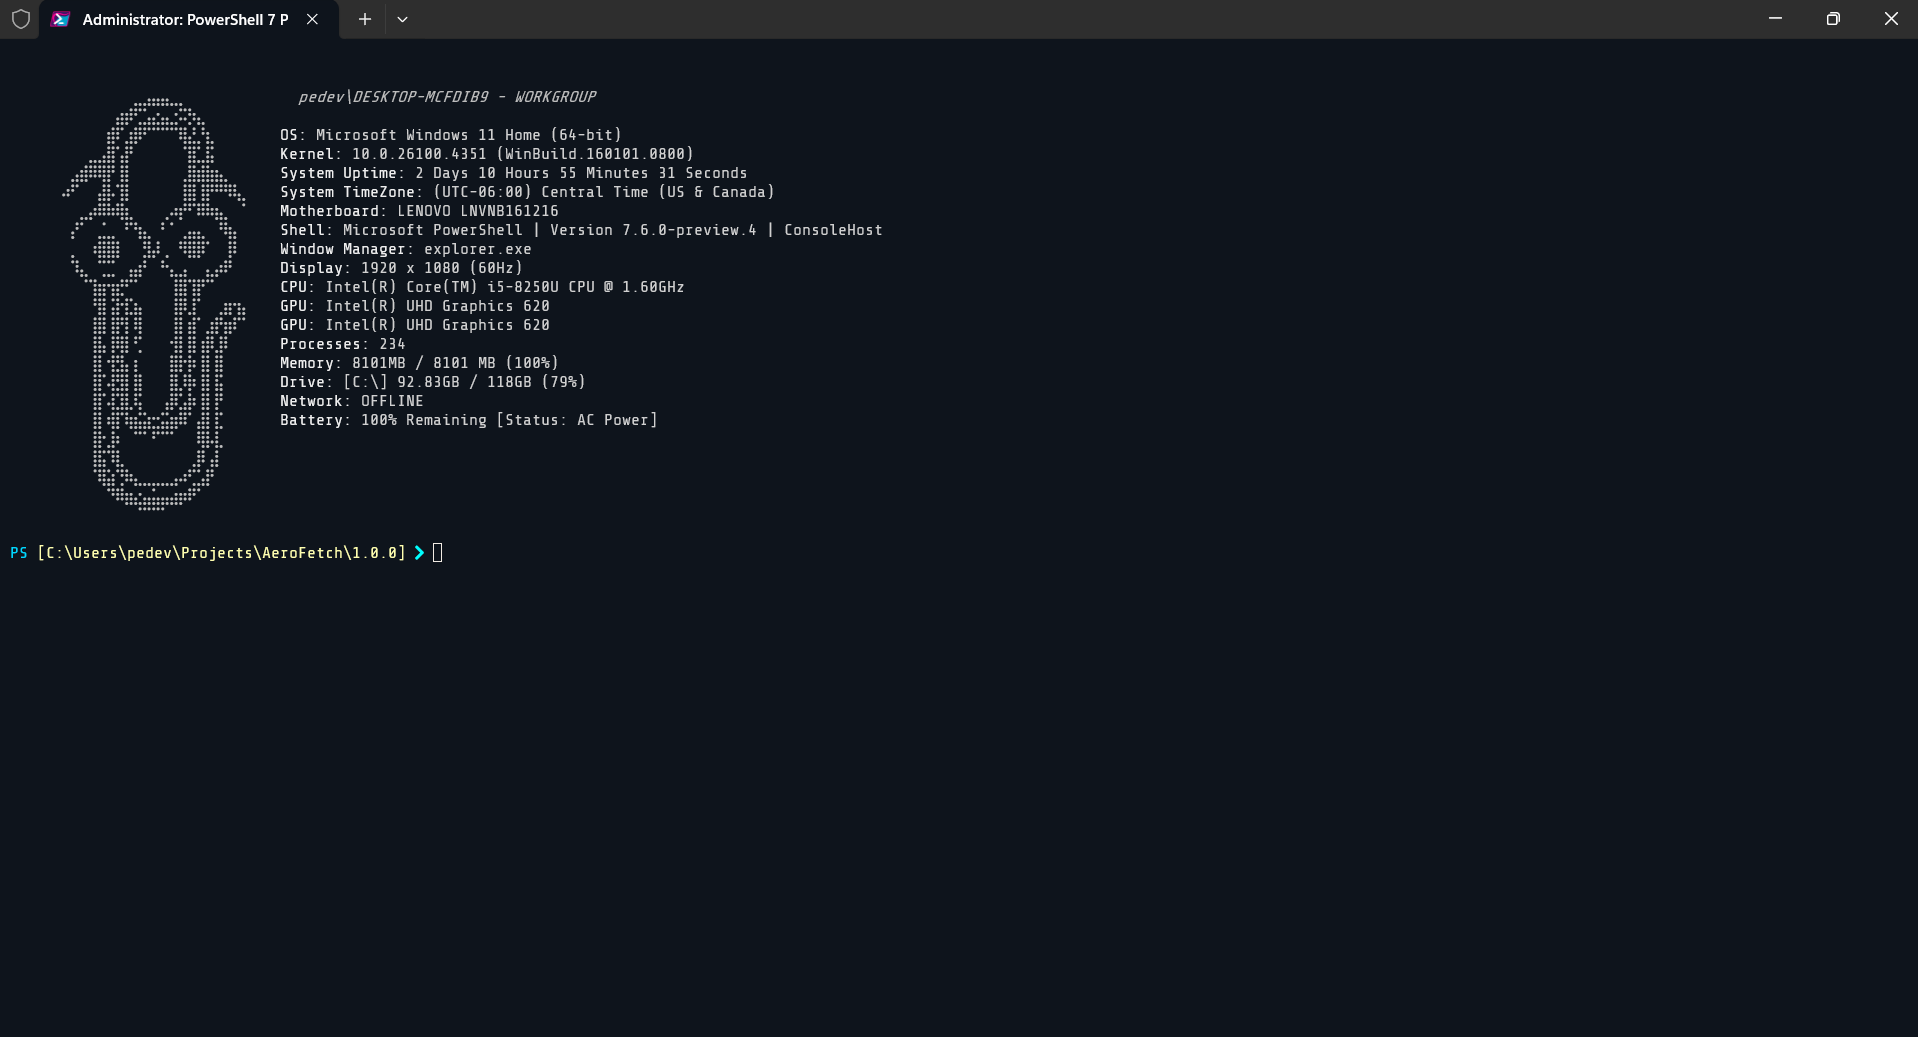 Administrator: PowerShell 7 P
pedev\DESKTOP-MCFDIB9 - WORKGROUP
OS: Microsoft Windows 11 Home (64-bit)
Kernel: 10.0.26100.4351 (WinBuild.160101.0800)
System Uptime: 2 Days 10 Hours 55 Minutes 31 Seconds
System TimeZone: (UTC-06:00) Central Time (US & Canada)
Motherboard: LENOVO LNVNB161216
Shell: Microsoft PowerShell | Version 7.6.0-preview.4 | ConsoleHost
Window Manager: explorer.exe
Display: 1920 x 1080 (60Hz)
CPU: Intel(R) Core(TM) i5-8250U CPU @ 1.60GHz
GPU: Intel(R) UHD Graphics 620
GPU: Intel(R) UHD Graphics 620
Processes: 234
Memory: 8101MB / 8101 MB (100%)
Drive: [C:\] 92.83GB / 118GB (79%)
Network: OFFLINE
Battery: 100% Remaining [Status: AC Power]
PS [C:\Users\pedev\Projects\AeroFetch\1.0.0] ❯